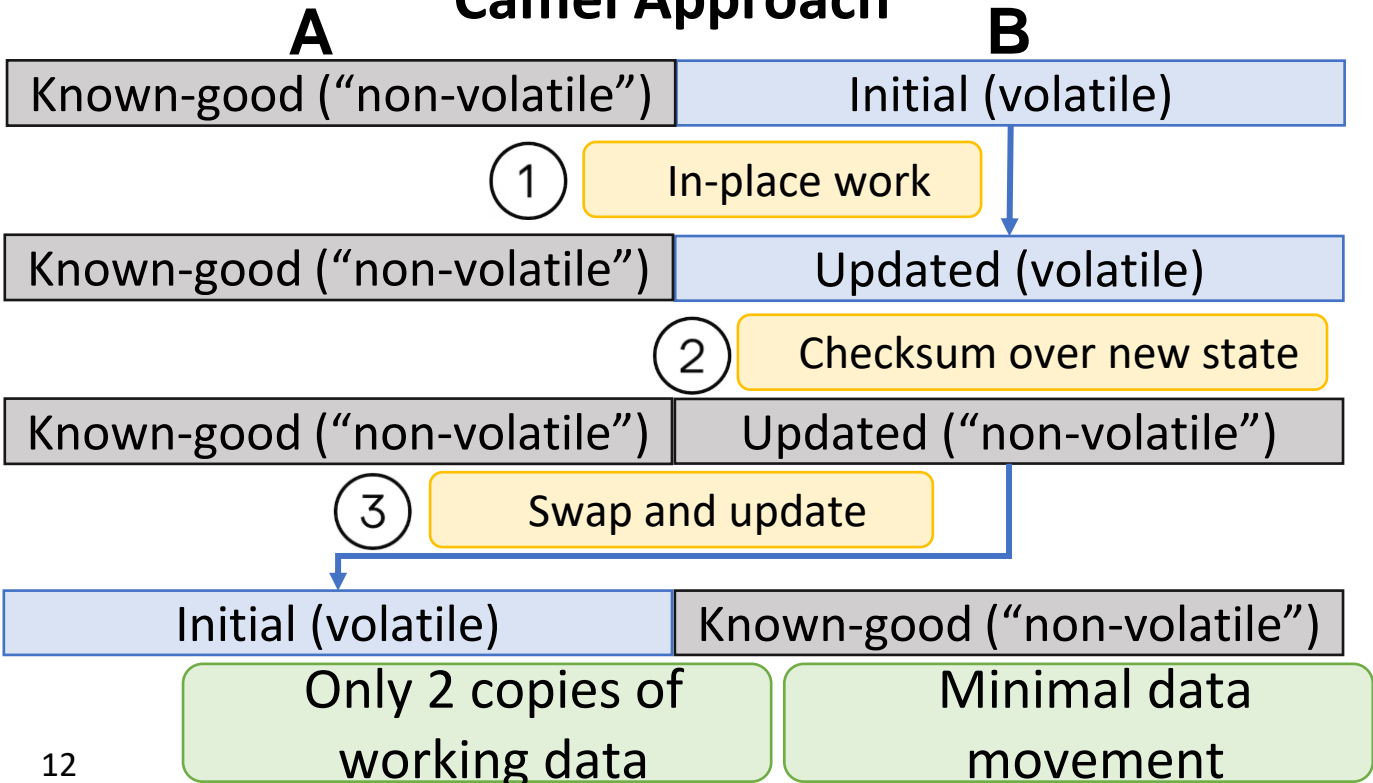 Camel Approach
A
B
Known-good (“non-volatile”)
Initial (volatile)
1
In-place work
Known-good (“non-volatile”)
Updated (volatile)
2
Checksum over new state
Known-good (“non-volatile”)
Updated (“non-volatile”)
3
Swap and update
Initial (volatile)
Known-good (“non-volatile”)
Only 2 copies of
working data
Minimal data
movement
12